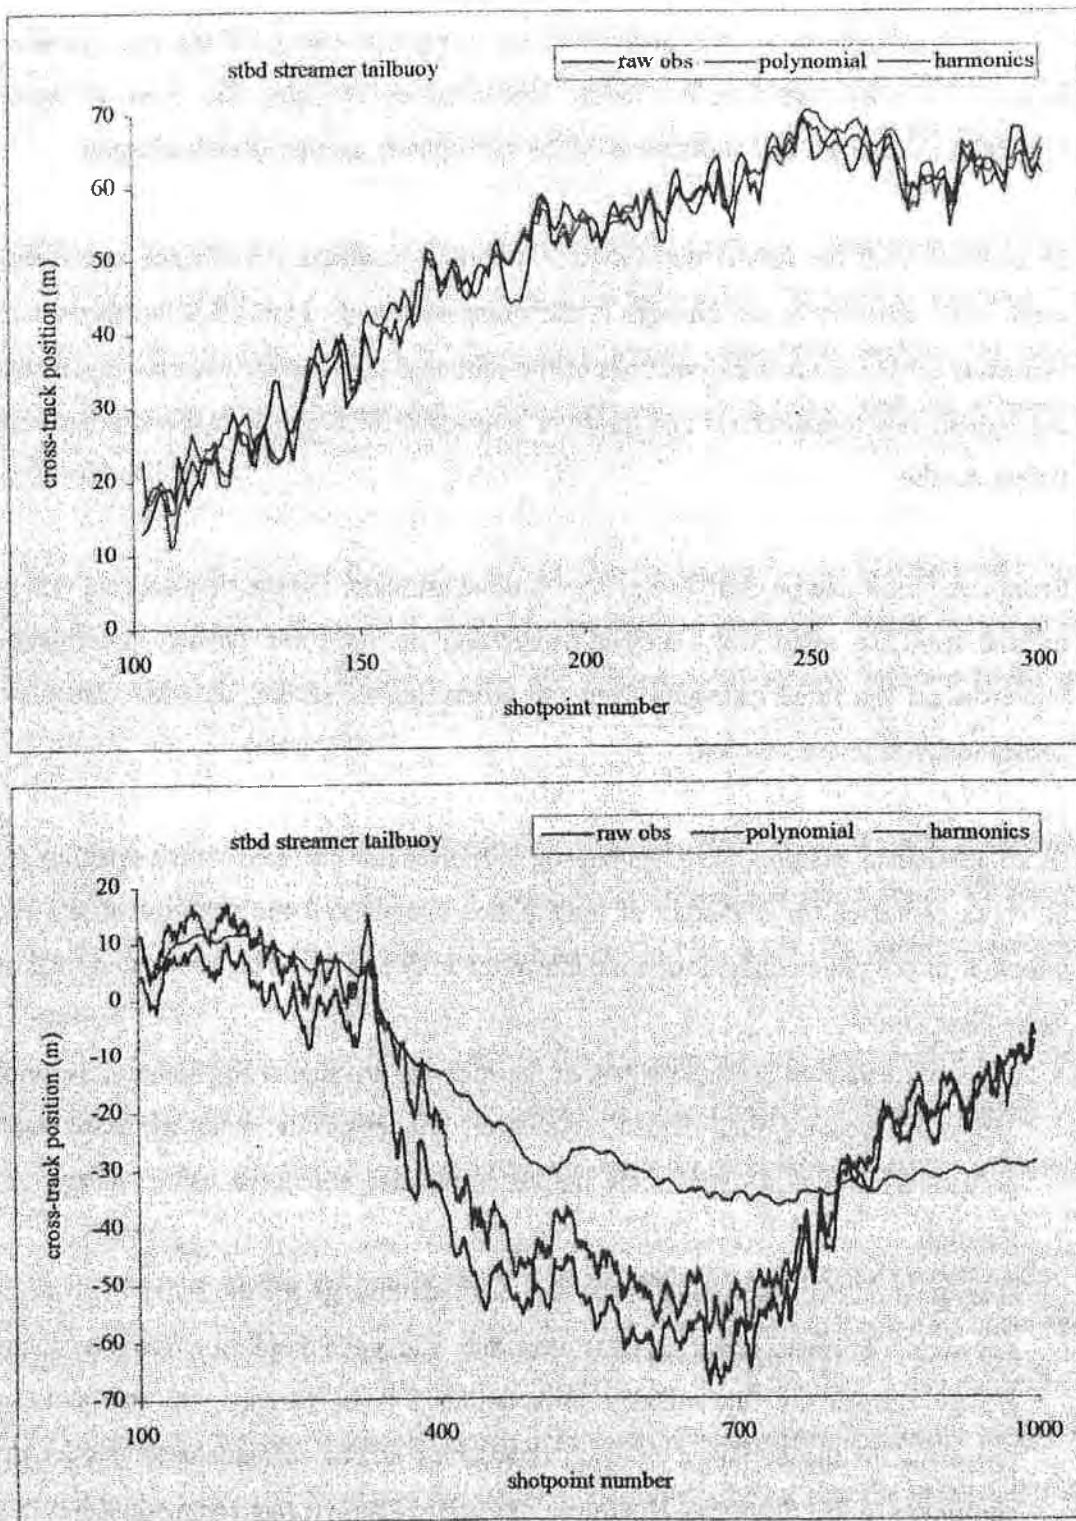 stbd streamer tailbuoy
raw obs polynomial harmonics
70
60
50
40
30
20
10
0
cross-track position (m)
100 150 200 250 300
shotpoint number
stbd streamer tailbuoy
raw obs polynomial harmonics
20
10
0
-10
-20
-30
-40
-50
-60
-70
cross-track position (m)
100 400 700 1000
shotpoint number